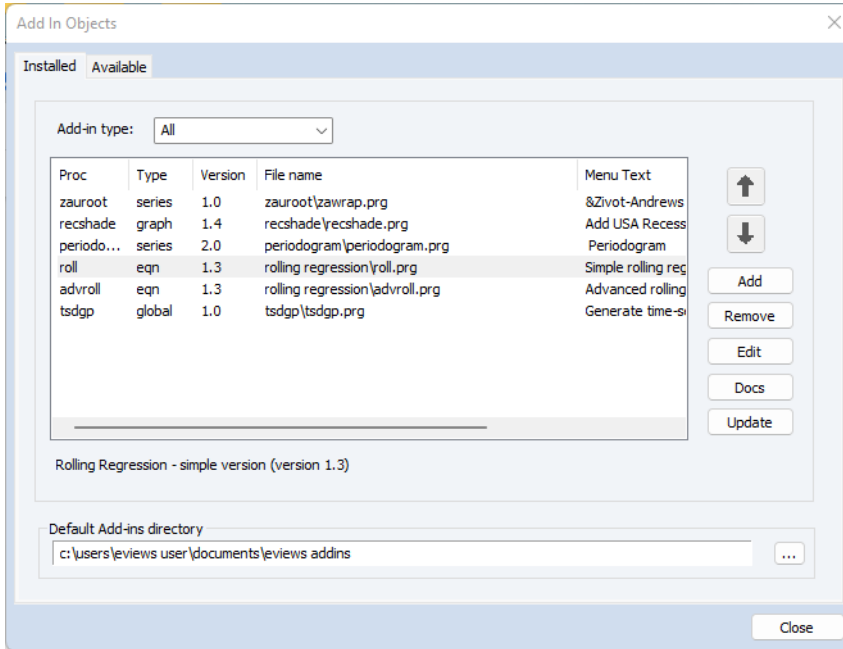 Add In Objects
Installed Available
Add-in type: All
Proc Type Version File name Menu Text
zauroot series 1.0 zauroot\zawrap.prg &Zivot-Andrews
recshade graph 1.4 recshade\recshade.prg Add USA Recess
periodo... series 2.0 periodogram\periodogram.prg Periodogram
roll eqn 1.3 rolling regression\roll.prg Simple rolling reg
advroll eqn 1.3 rolling regression\advroll.prg Advanced rolling
tsdgp global 1.0 tsdgp\tsdgp.prg Generate time-s
Add
Remove
Edit
Docs
Update
Rolling Regression - simple version (version 1.3)
Default Add-ins directory
c:\users\eviews user\documents\eviews addins ...
Close